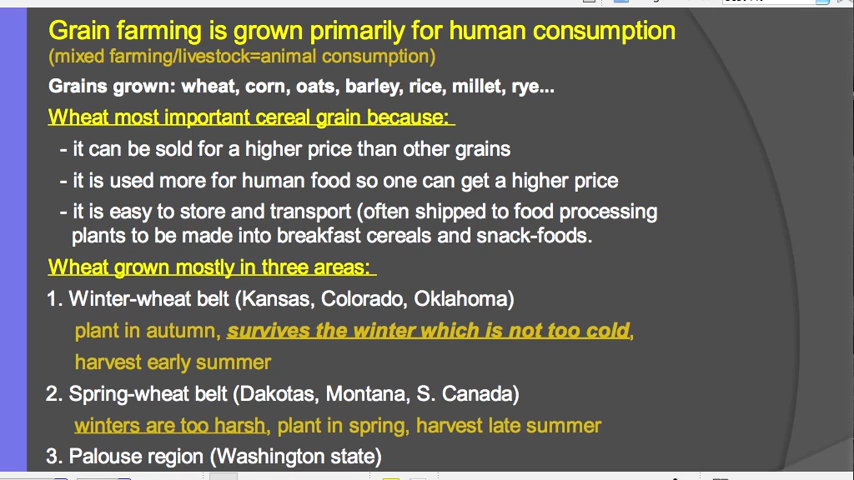 Grain farming is grown primarily for human consumption
(mixed farming/livestock=animal consumption)
Grains grown: wheat, corn, oats, barley, rice, millet, rye...
Wheat most important cereal grain because:
- it can be sold for a higher price than other grains
- it is used more for human food so one can get a higher price
- it is easy to store and transport (often shipped to food processing
plants to be made into breakfast cereals and snack-foods.
Wheat grown mostly in three areas:
1. Winter-wheat belt (Kansas, Colorado, Oklahoma)
plant in autumn, survives the winter which is not too cold,
harvest early summer
2. Spring-wheat belt (Dakotas, Montana, S. Canada)
winters are too harsh, plant in spring, harvest late summer
3. Palouse region (Washington state)